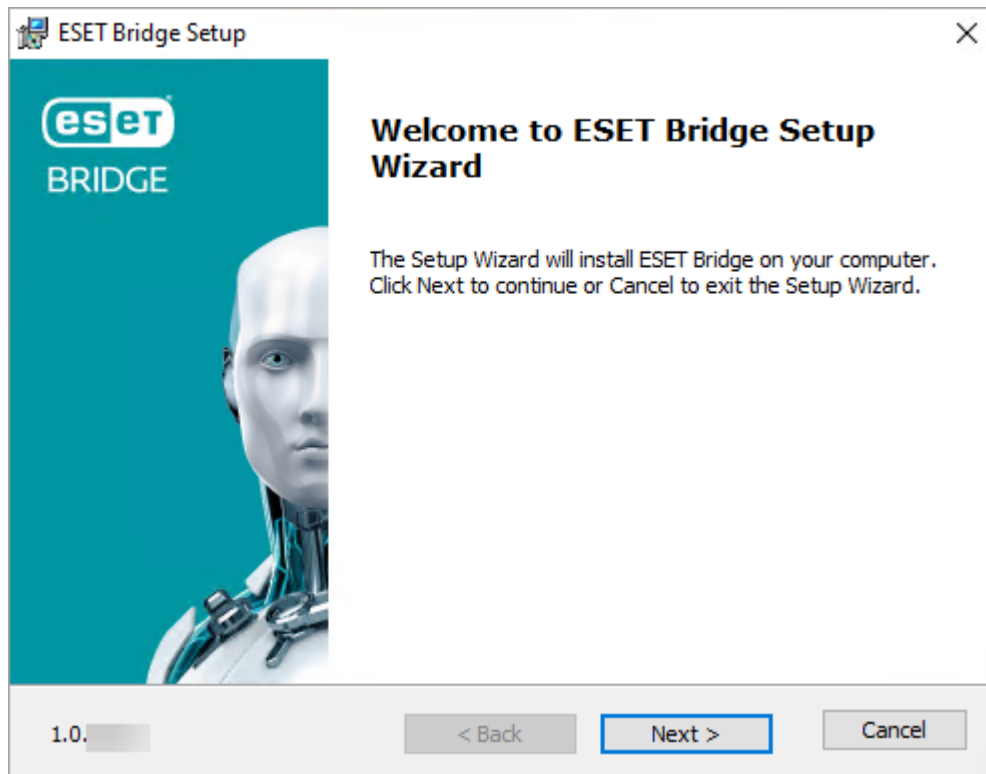 ESET Bridge Setup
eseT
BRIDGE
Welcome to ESET Bridge Setup
Wizard
The Setup Wizard will install ESET Bridge on your computer.
Click Next to continue or Cancel to exit the Setup Wizard.
1.0.
< Back
Next >
Cancel